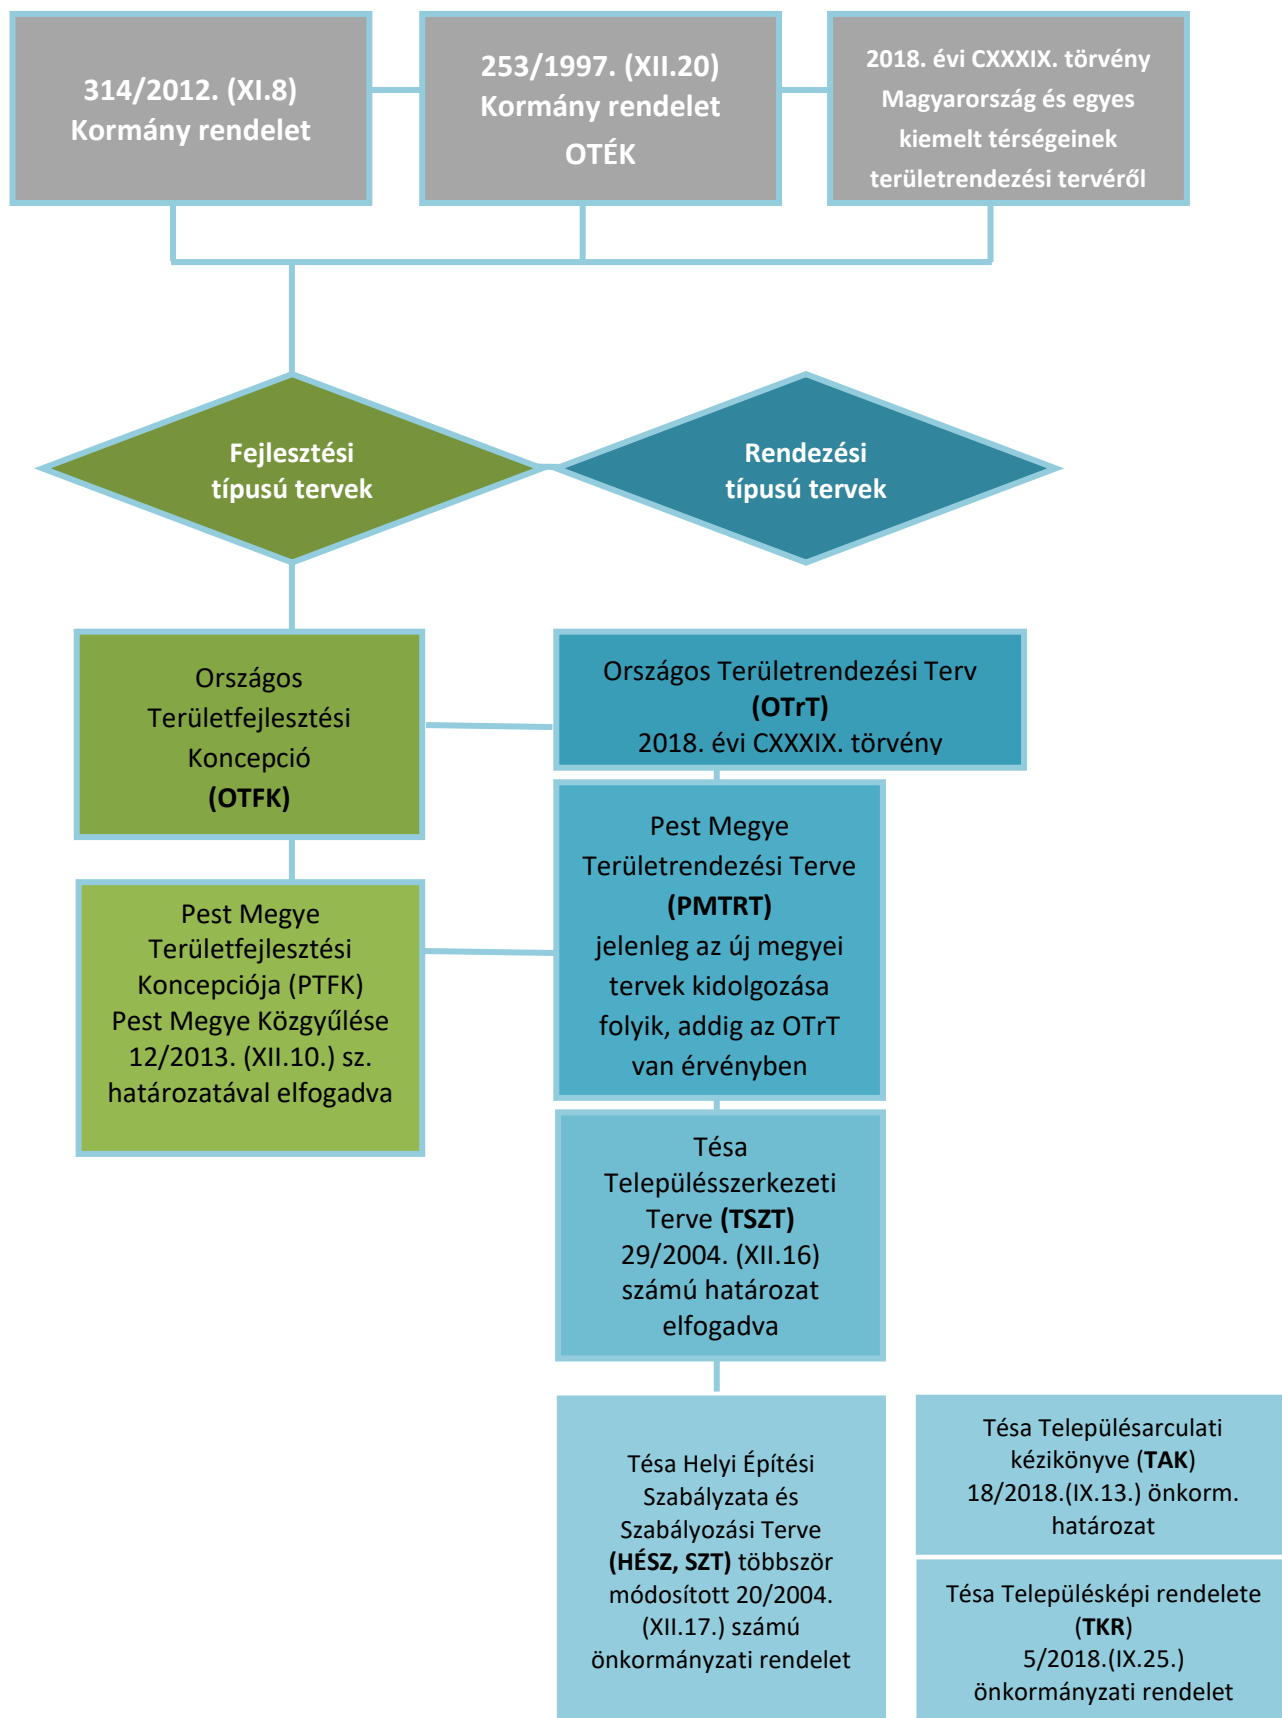 314/2012. (XI.8)
Kormány rendelet
253/1997. (XII.20)
Kormány rendelet
OTÉK
2018. évi CXXXIX. törvény
Magyarország és egyes
kiemelt térségeinek
területrendezési tervéről
Fejlesztési
típusú tervek
Rendezési
típusú tervek
Országos
Területfejlesztési
Koncepció
(OTFK)
Országos Területrendezési Terv
(OTrT)
2018. évi CXXXIX. törvény
Pest Megye
Területfejlesztési
Koncepciója (PTFK)
Pest Megye Közgyűlése
12/2013. (XII.10.) sz.
határozatával elfogadva
Pest Megye
Területrendezési Terve
(PMTRT)
jelenleg az új megyei
tervek kidolgozása
folyik, addig az OTrT
van érvényben
Tésa
Településszerkezeti
Terve (TSZT)
29/2004. (XII.16)
számú határozat
elfogadva
Tésa Helyi Építési
Szabályzata és
Szabályozási Terve
(HÉSZ, SZT) többször
módosított 20/2004.
(XII.17.) számú
önkormányzati rendelet
Tésa Településarculati
kézikönyve (TAK)
18/2018.(IX.13.) önkorm.
határozat
Tésa Településképi rendelete
(TKR)
5/2018.(IX.25.)
önkormányzati rendelet